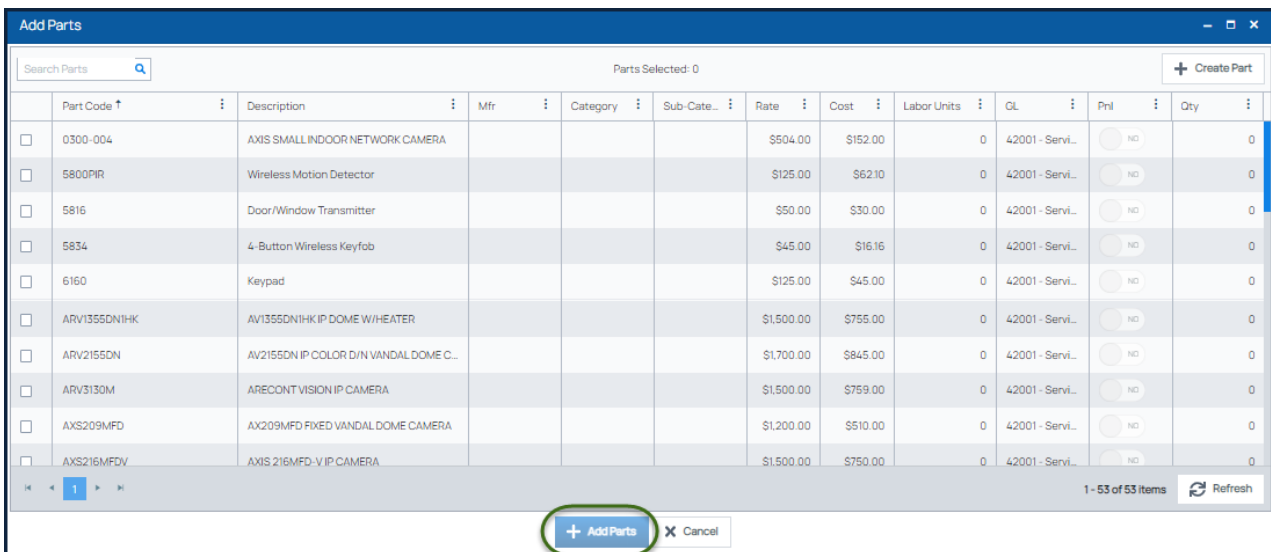 Add Parts
Search Parts Parts Selected: 0 + Create Part
Part Code ↑ Description Mfr Category Sub-Cate... Rate Cost Labor Units GL Pnl Qty
0300-004 AXIS SMALL INDOOR NETWORK CAMERA $504.00 $152.00 0 42001 - Servi... NO 0
5800PIR Wireless Motion Detector $125.00 $62.10 0 42001 - Servi... NO 0
5816 Door/Window Transmitter $50.00 $30.00 0 42001 - Servi... NO 0
5834 4-Button Wireless Keyfob $45.00 $16.16 0 42001 - Servi... NO 0
6160 Keypad $125.00 $45.00 0 42001 - Servi... NO 0
ARV1355DN1HK AV1355DN1HK IP DOME W/HEATER $1,500.00 $755.00 0 42001 - Servi... NO 0
ARV2155DN AV2155DN IP COLOR D/N VANDAL DOME C... $1,700.00 $845.00 0 42001 - Servi... NO 0
ARV3130M ARECONT VISION IP CAMERA $1,500.00 $759.00 0 42001 - Servi... NO 0
AXS209MFD AX209MFD FIXED VANDAL DOME CAMERA $1,200.00 $510.00 0 42001 - Servi... NO 0
AXS216MFDV AXIS 216MFD-V IP CAMERA $1,500.00 $750.00 0 42001 - Servi... NO 0
1 1 - 53 of 53 items Refresh
+ Add Parts X Cancel